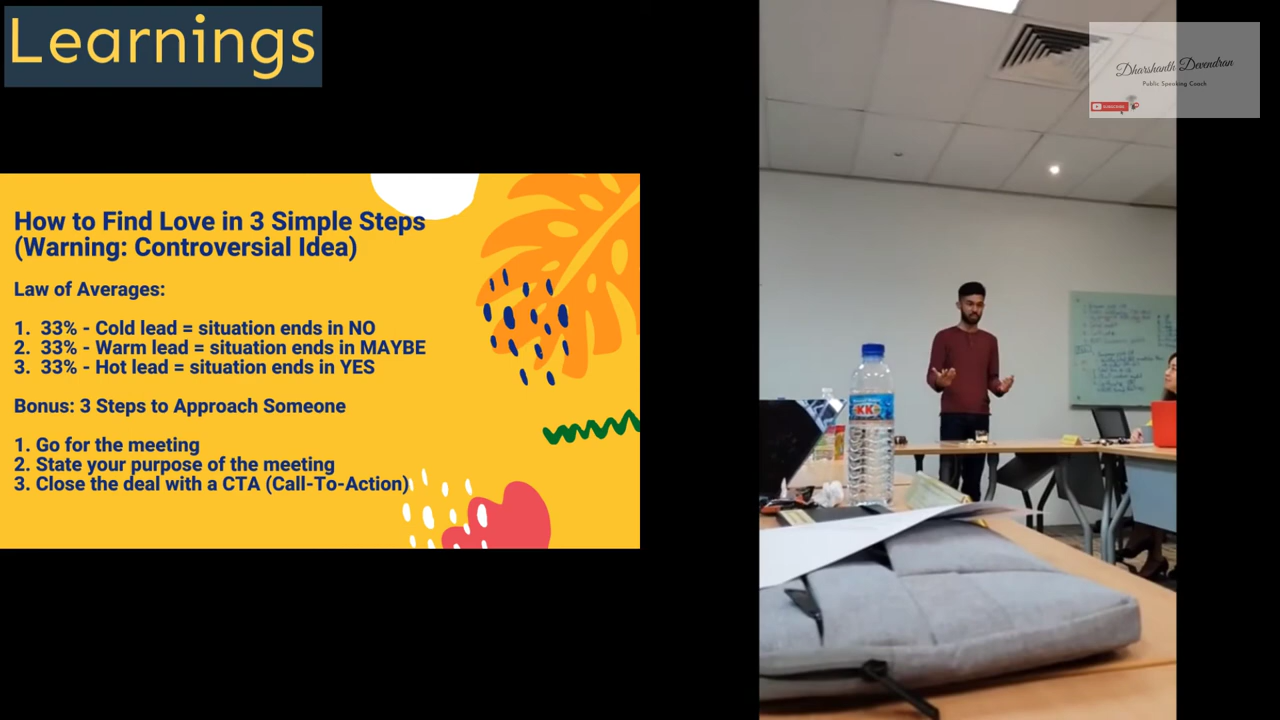 Learnings
How to Find Love in 3 Simple Steps
(Warning: Controversial Idea)
Law of Averages:
1. 33% - Cold lead = situation ends in NO
2. 33% - Warm lead = situation ends in MAYBE
3. 33% - Hot lead = situation ends in YES
Bonus: 3 Steps to Approach Someone
1. Go for the meeting
2. State your purpose of the meeting
3. Close the deal with a CTA (Call-To-Action)
Dharshanth Devendran
Public Speaking Coach
SUBSCRIBE
KK